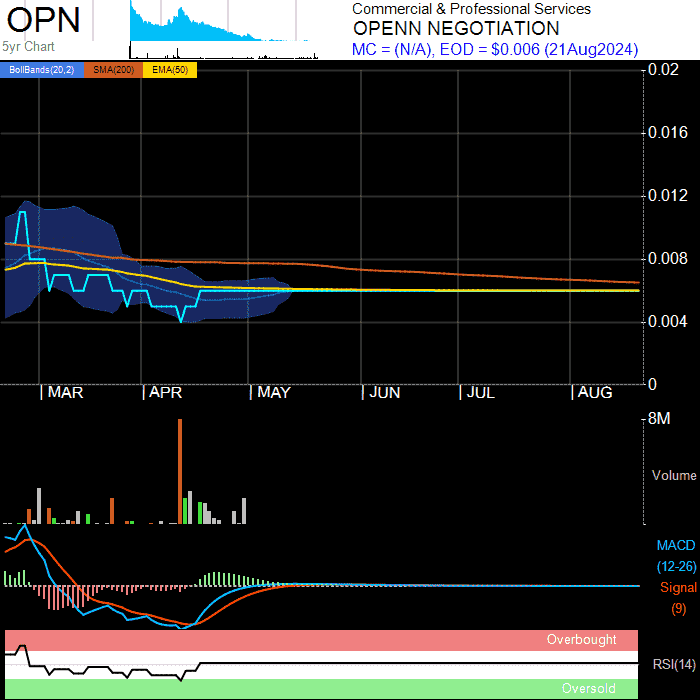 OPN
5yr Chart
Commercial & Professional Services
OPENN NEGOTIATION
MC = (N/A), EOD = $0.006 (21Aug2024)
BollBands(20,2) SMA(200) EMA(50)
0.02
0.016
0.012
0.008
0.004
0
MAR APR MAY JUN JUL AUG
8M
Volume
MACD
(12-26)
Signal
(9)
Overbought
RSI(14)
Oversold